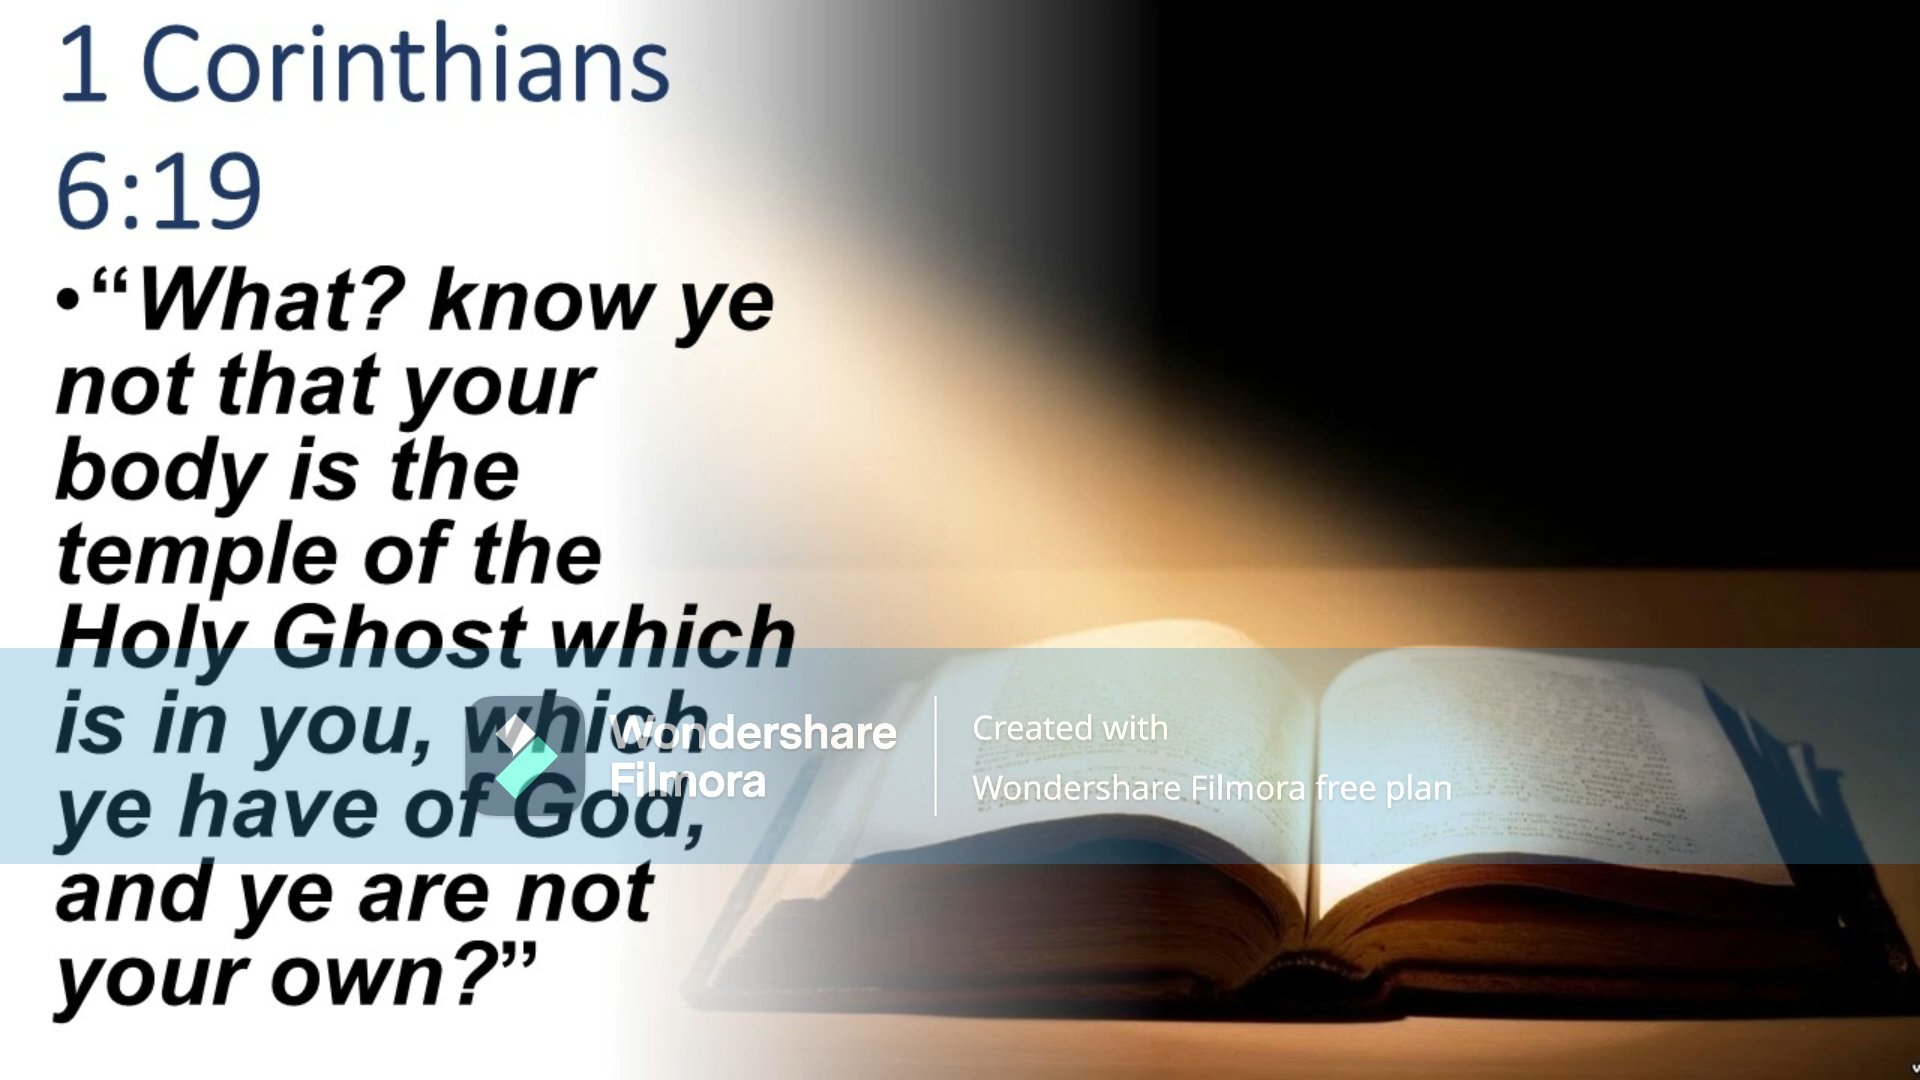 1 Corinthians
6:19
•“What? know ye
not that your
body is the
temple of the
Holy Ghost which
is in you, which
ye have of God,
and ye are not
your own?”
Wondershare
Filmora
Created with
Wondershare Filmora free plan